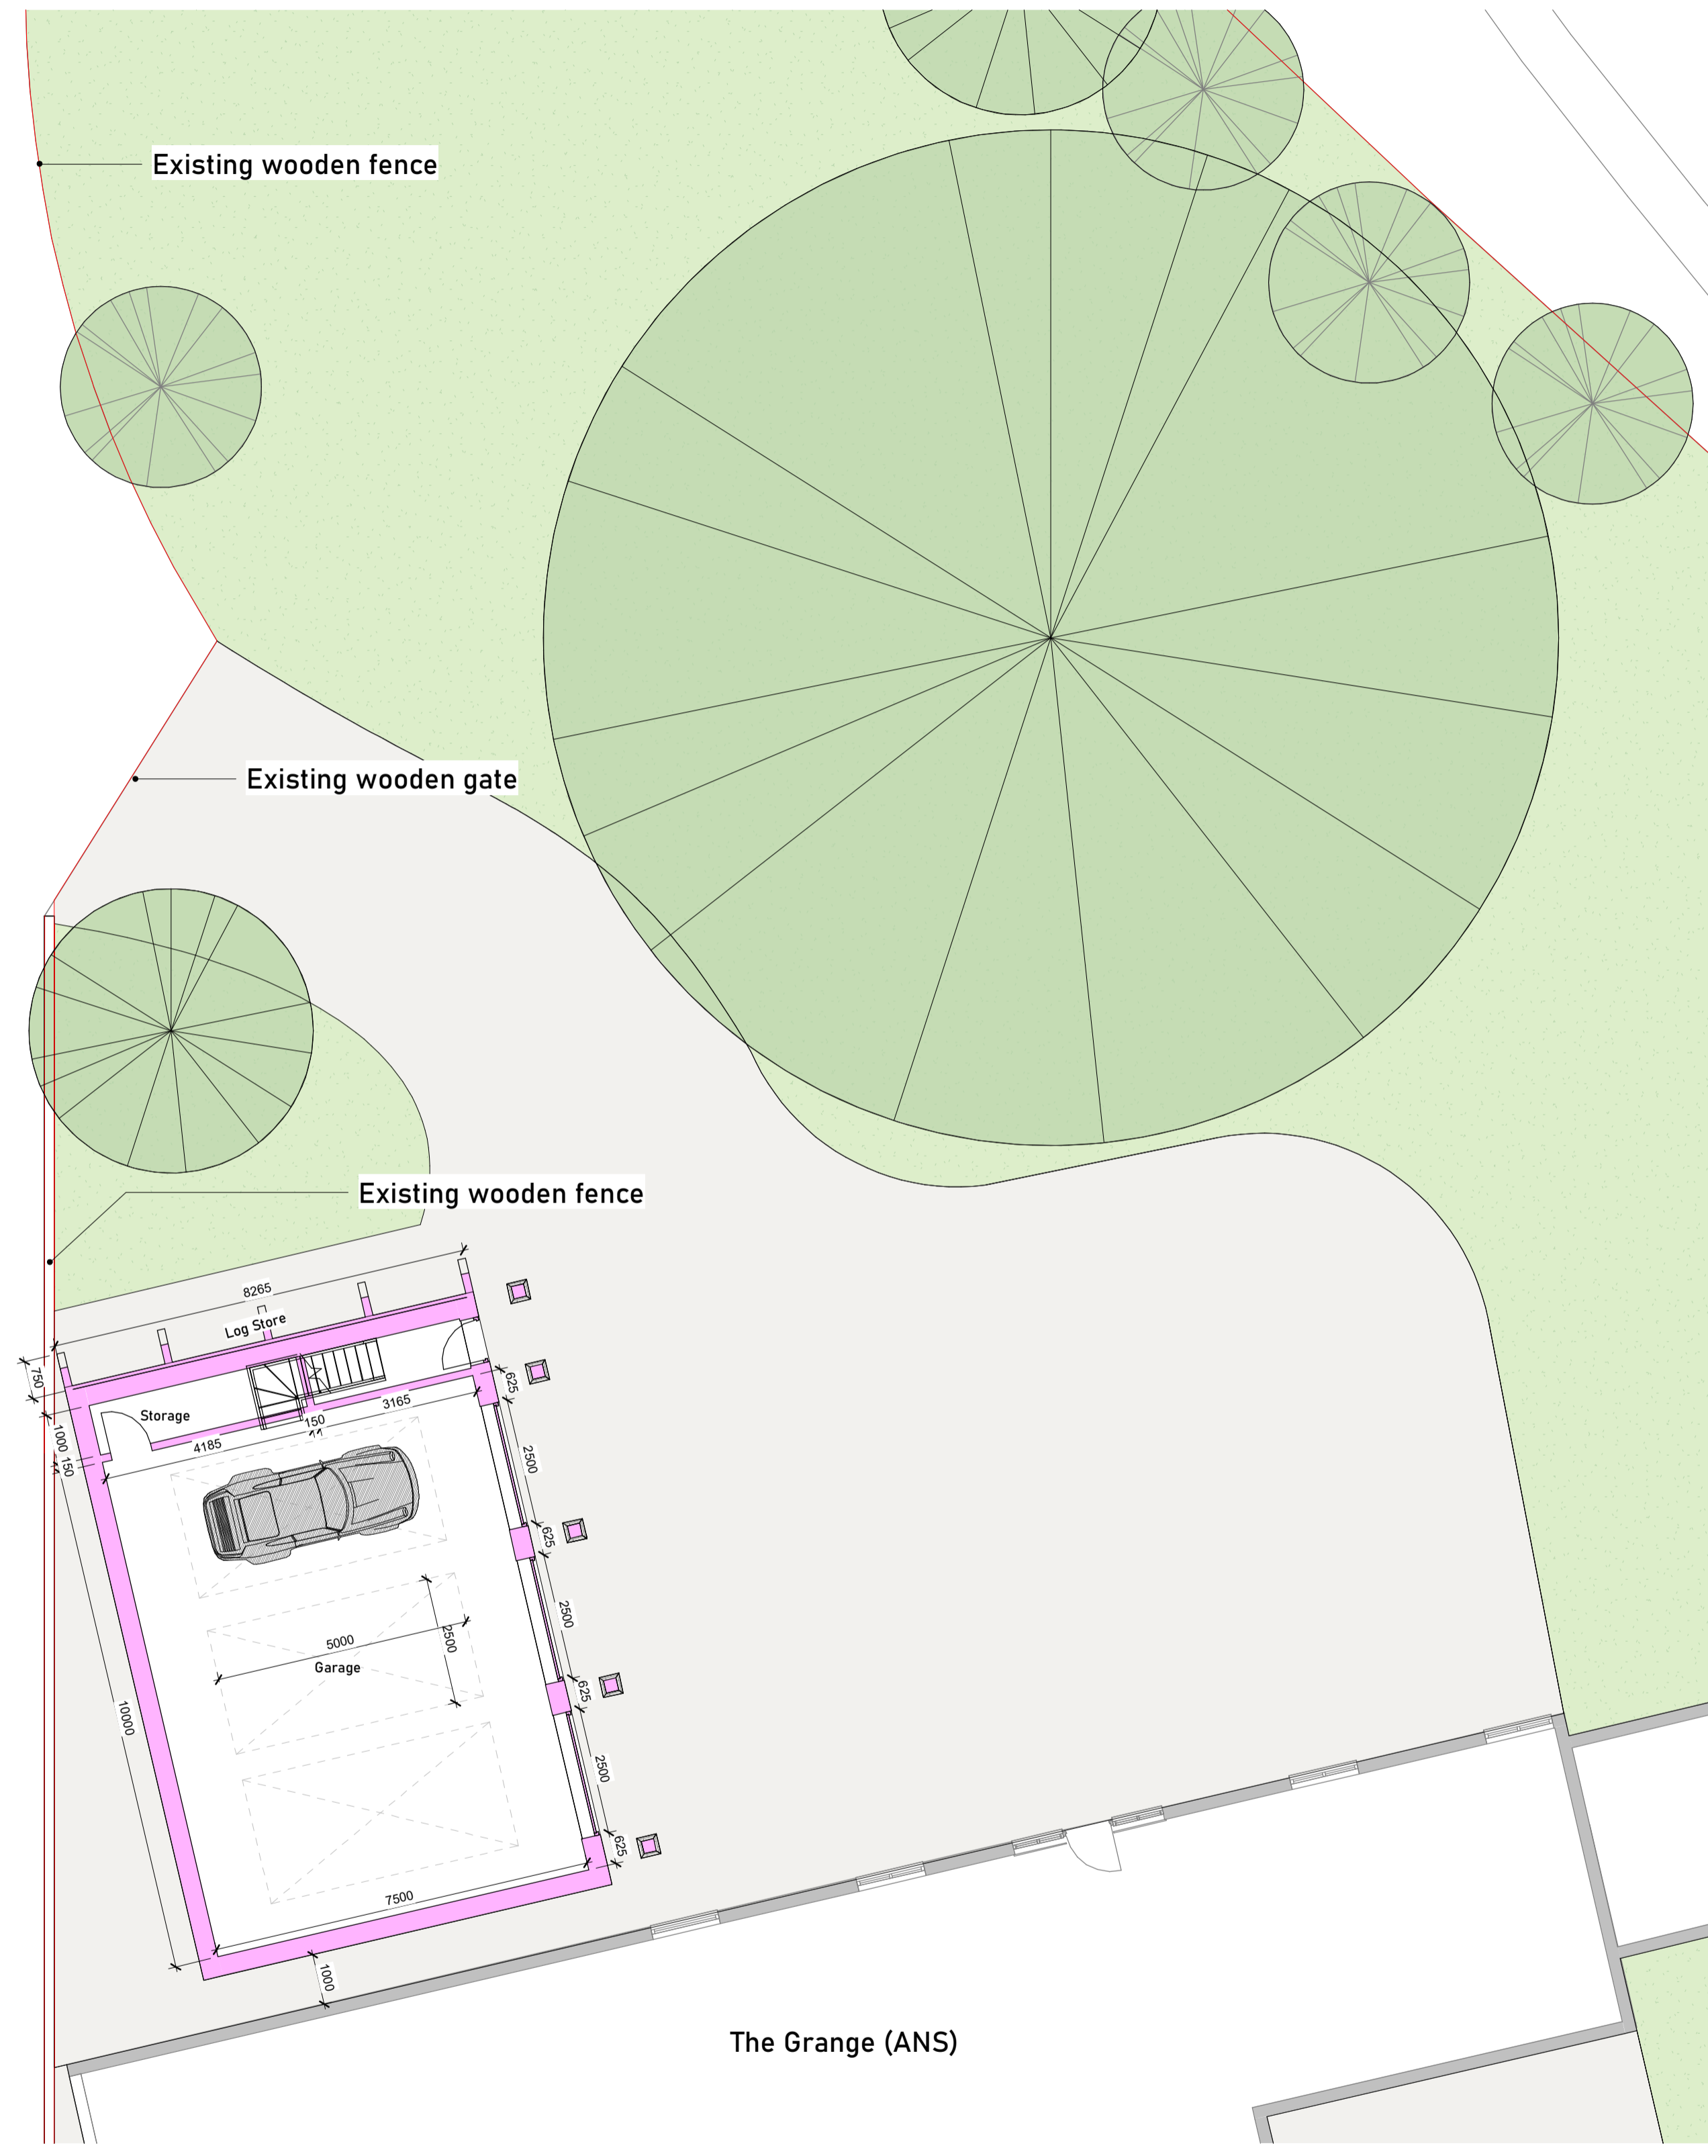 Existing wooden fence
Existing wooden gate
Existing wooden fence
8265
Log Store
750
625
Storage
3165
150
4185
1000
150
2500
625
5000
2500
2500
Garage
625
10000
2500
625
7500
1000
The Grange (ANS)